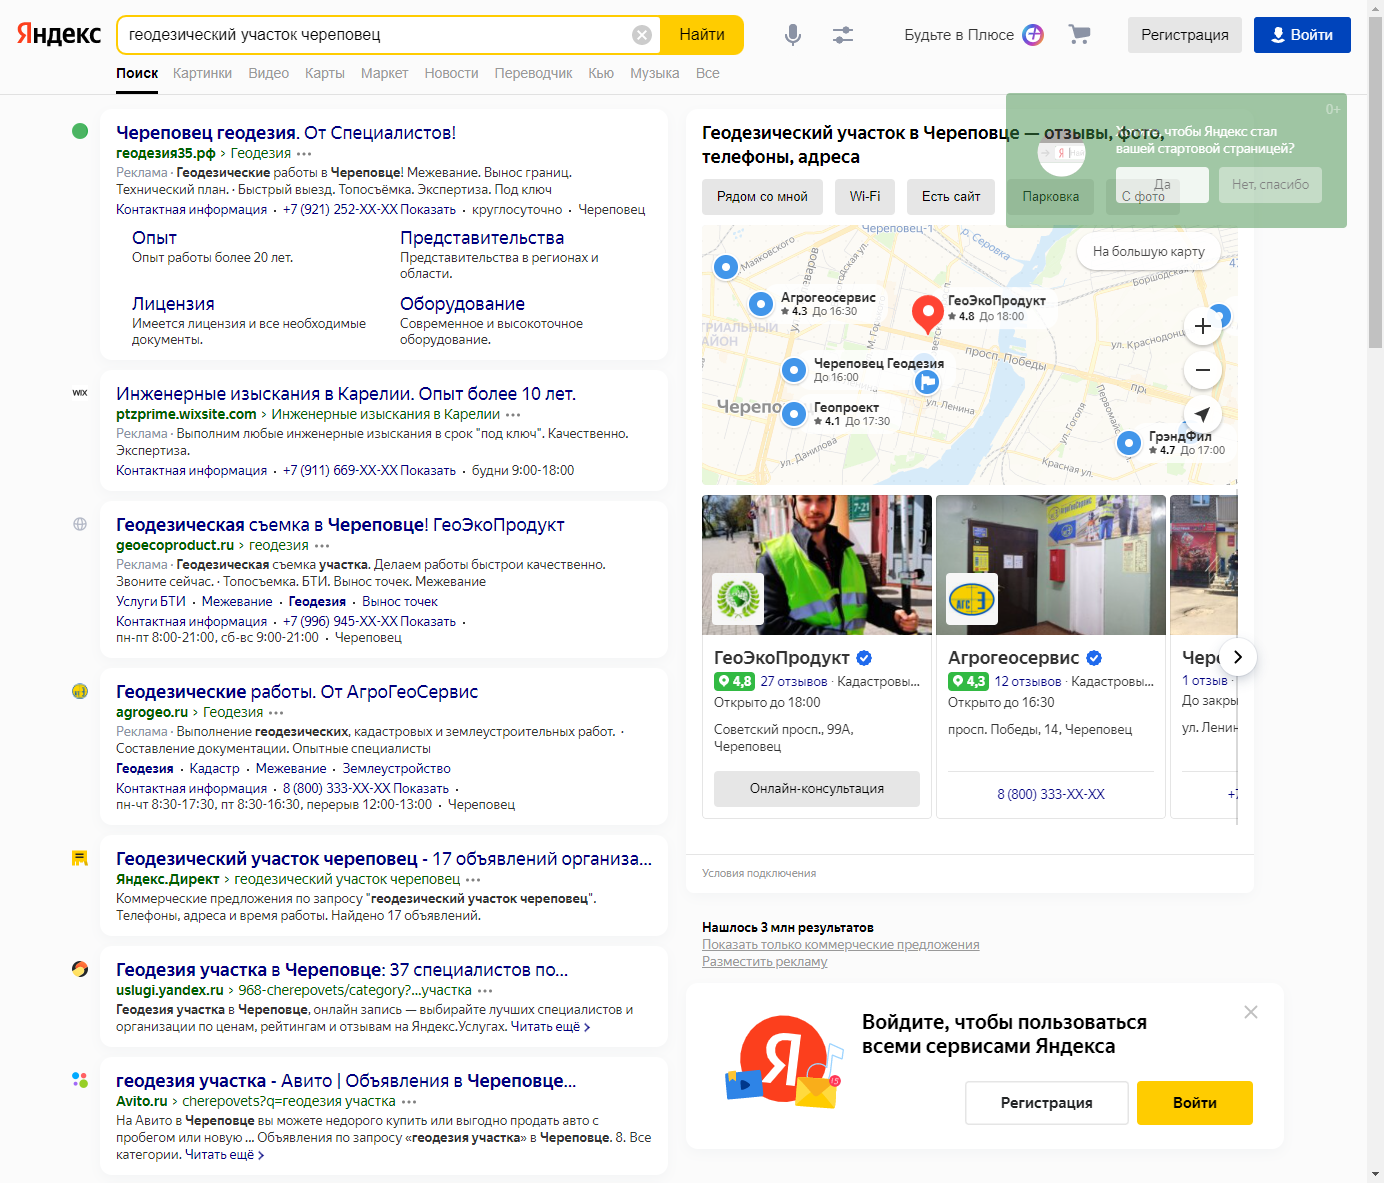 Яндекс
геодезический участок череповец
Найти
Будьте в Плюсе
Регистрация
Войти
Поиск Картинки Видео Карты Маркет Новости Переводчик Кью Музыка Все
Череповец геодезия. От Специалистов!
геодезия35.рф › Геодезия
Реклама · Геодезические работы в Череповце! Межевание. Вынос границ.
Технический план. · Быстрый выезд. Топосъёмка. Экспертиза. Под ключ
Контактная информация · +7 (921) 252-XX-XX Показать · круглосуточно · Череповец
Опыт
Опыт работы более 20 лет.
Представительства
Представительства в регионах и
области.
Лицензия
Имеется лицензия и все необходимые
документы.
Оборудование
Современное и высокоточное
оборудование.
WIX
Инженерные изыскания в Карелии. Опыт более 10 лет.
ptzprime.wixsite.com › Инженерные изыскания в Карелии
Реклама · Выполним любые инженерные изыскания в срок "под ключ". Качественно.
Экспертиза.
Контактная информация · +7 (911) 669-XX-XX Показать · будни 9:00-18:00
Геодезическая съемка в Череповце! ГеоЭкоПродукт
geoecoproduct.ru › геодезия
Реклама · Геодезическая съемка участка. Делаем работы быстрои качественно.
Звоните сейчас. · Топосъемка. БТИ. Вынос точек. Межевание
Услуги БТИ · Межевание · Геодезия · Вынос точек
Контактная информация · +7 (996) 945-XX-XX Показать ·
пн-пт 8:00-21:00, сб-вс 9:00-21:00 · Череповец
Геодезические работы. От АгроГеоСервис
agrogeo.ru › Геодезия
Реклама · Выполнение геодезических, кадастровых и землеустроительных работ. ·
Составление документации. Опытные специалисты
Геодезия · Кадастр · Межевание · Землеустройство
Контактная информация · 8 (800) 333-XX-XX Показать ·
пн-чт 8:30-17:30, пт 8:30-16:30, перерыв 12:00-13:00 · Череповец
Геодезический участок череповец - 17 объявлений организа...
Яндекс.Директ › геодезический участок череповец
Коммерческие предложения по запросу "геодезический участок череповец".
Телефоны, адреса и время работы. Найдено 17 объявлений.
Геодезия участка в Череповце: 37 специалистов по...
uslugi.yandex.ru › 968-cherepovets/category?...участка
Геодезия участка в Череповце, онлайн запись — выбирайте лучших специалистов и
организации по ценам, рейтингам и отзывам на Яндекс.Услугах. Читать ещё ›
геодезия участка - Авито | Объявления в Череповце...
Avito.ru › cherepovets?q=геодезия участка
На Авито в Череповце вы можете недорого купить или выгодно продать авто с
пробегом или новую ... Объявления по запросу «геодезия участка» в Череповце. 8. Все
категории. Читать ещё ›
Геодезический участок в Череповце — отзывы, фото,
телефоны, адреса
0+
чтобы Яндекс стал
вашей стартовой страницей?
Да
Нет, спасибо
Рядом со мной
Wi-Fi
Есть сайт
Парковка
С фото
Череповец-1
р. Серовка
На большую карту
Маяковского
Боршодская
Агрогеосервис
4.3 До 16:30
ГеоЭкоПродукт
4.8 До 18:00
ТРИАЛЬНЫЙ
АЙОН
просп. Победы
ул. Краснодонц
Череповец Геодезия
До 16:00
ул. Ленина
Черепо
Геопроект
4.1 До 17:30
ул. Гоголя
Первомайс
ГрэндФил
4.7 До 17:00
ул. Данилова
Красная ул.
7-21
АГС
ГеоЭкоПродукт
4,8 27 отзывов · Кадастровы...
Открыто до 18:00
Советский просп., 99А,
Череповец
Онлайн-консультация
Агрогеосервис
4,3 12 отзывов · Кадастровы...
Открыто до 16:30
просп. Победы, 14, Череповец
8 (800) 333-XX-XX
Чер
1 отзыв ·
До закры
ул. Ленин
+7
Условия подключения
Нашлось 3 млн результатов
Показать только коммерческие предложения
Разместить рекламу
Я
15
Войдите, чтобы пользоваться
всеми сервисами Яндекса
Регистрация
Войти